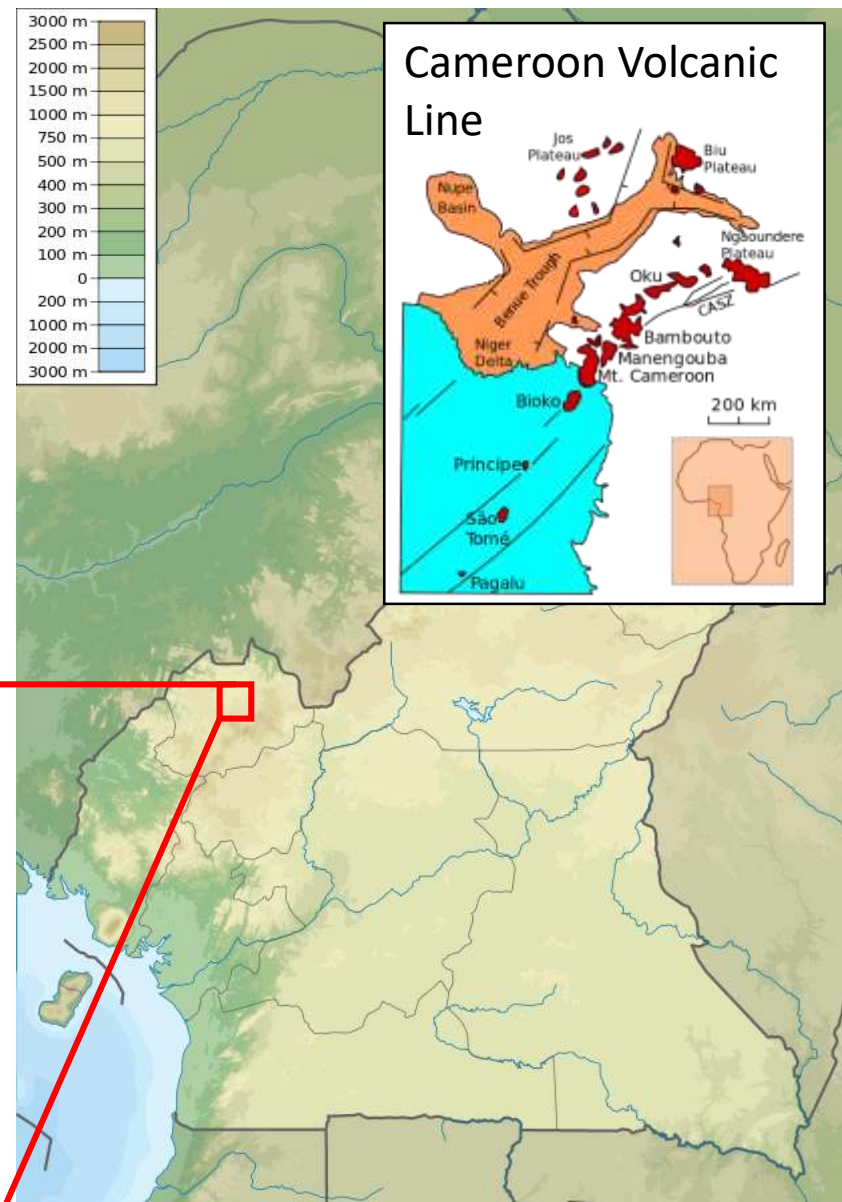 3000 m
2500 m
2000 m
1500 m
1000 m
750 m
500 m
400 m
300 m
200 m
100 m
0
200 m
1000 m
2000 m
3000 m
Cameroon Volcanic
Line
Jos
Plateau
Biu
Plateau
Nupe
Basin
Ngaoundere
Plateau
Oku
CASZ
Benue Trough
Bambouto
Niger
Delta
Manengouba
Mt. Cameroon
Bioko
200 km
Principe
São
Tomé
Pagalu